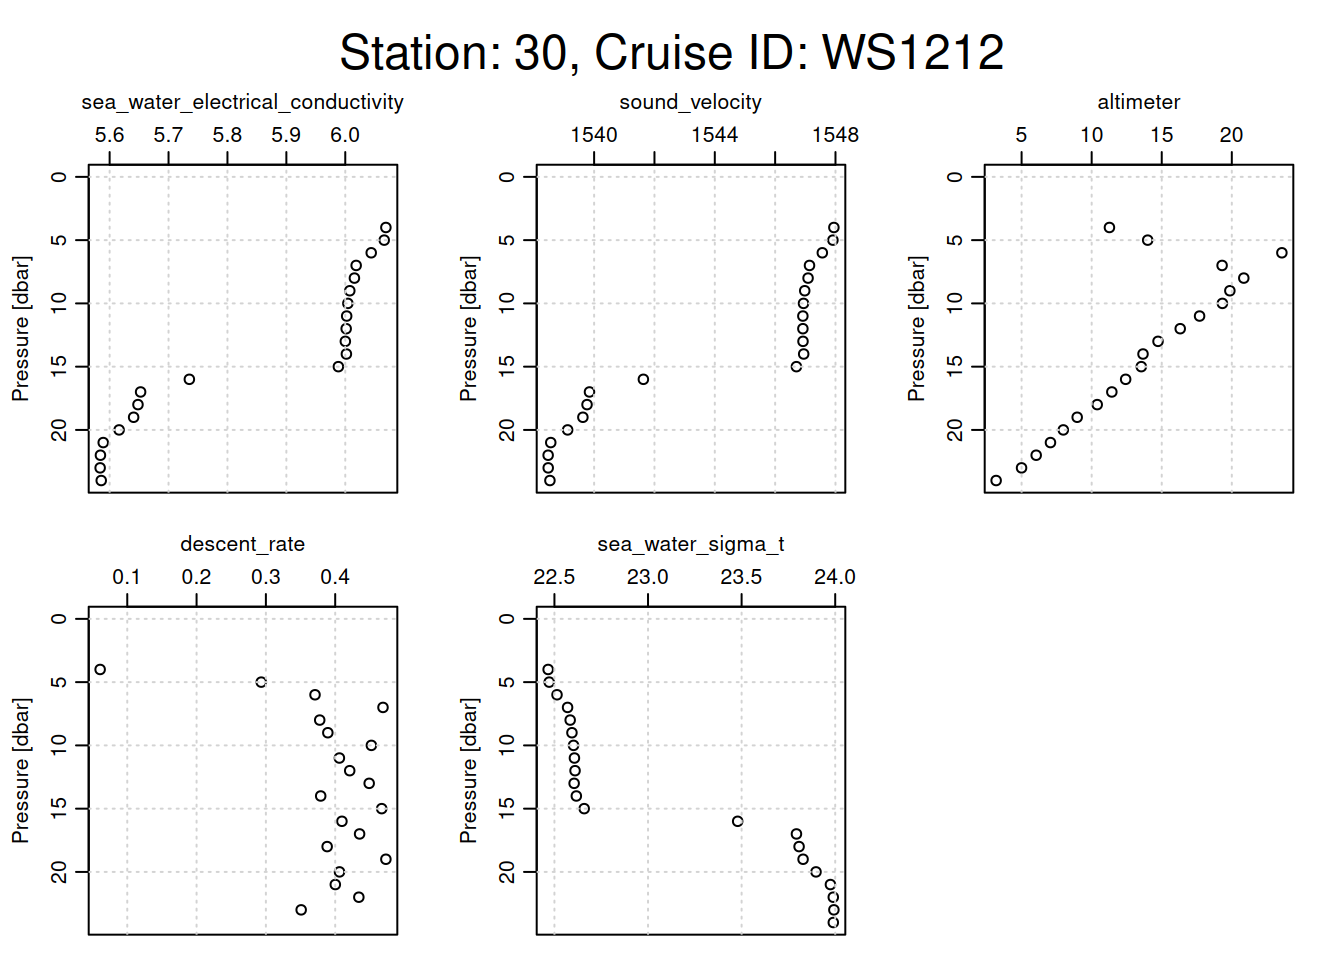 Station: 30, Cruise ID: WS1212
sea_water_electrical_conductivity
5.6 5.7 5.8 5.9 6.0
0
5
10
15
20
Pressure [dbar]
sound_velocity
1540 1544 1548
0
5
10
15
20
Pressure [dbar]
altimeter
5 10 15 20
0
5
10
15
20
Pressure [dbar]
descent_rate
0.1 0.2 0.3 0.4
0
5
10
15
20
Pressure [dbar]
sea_water_sigma_t
22.5 23.0 23.5 24.0
0
5
10
15
20
Pressure [dbar]